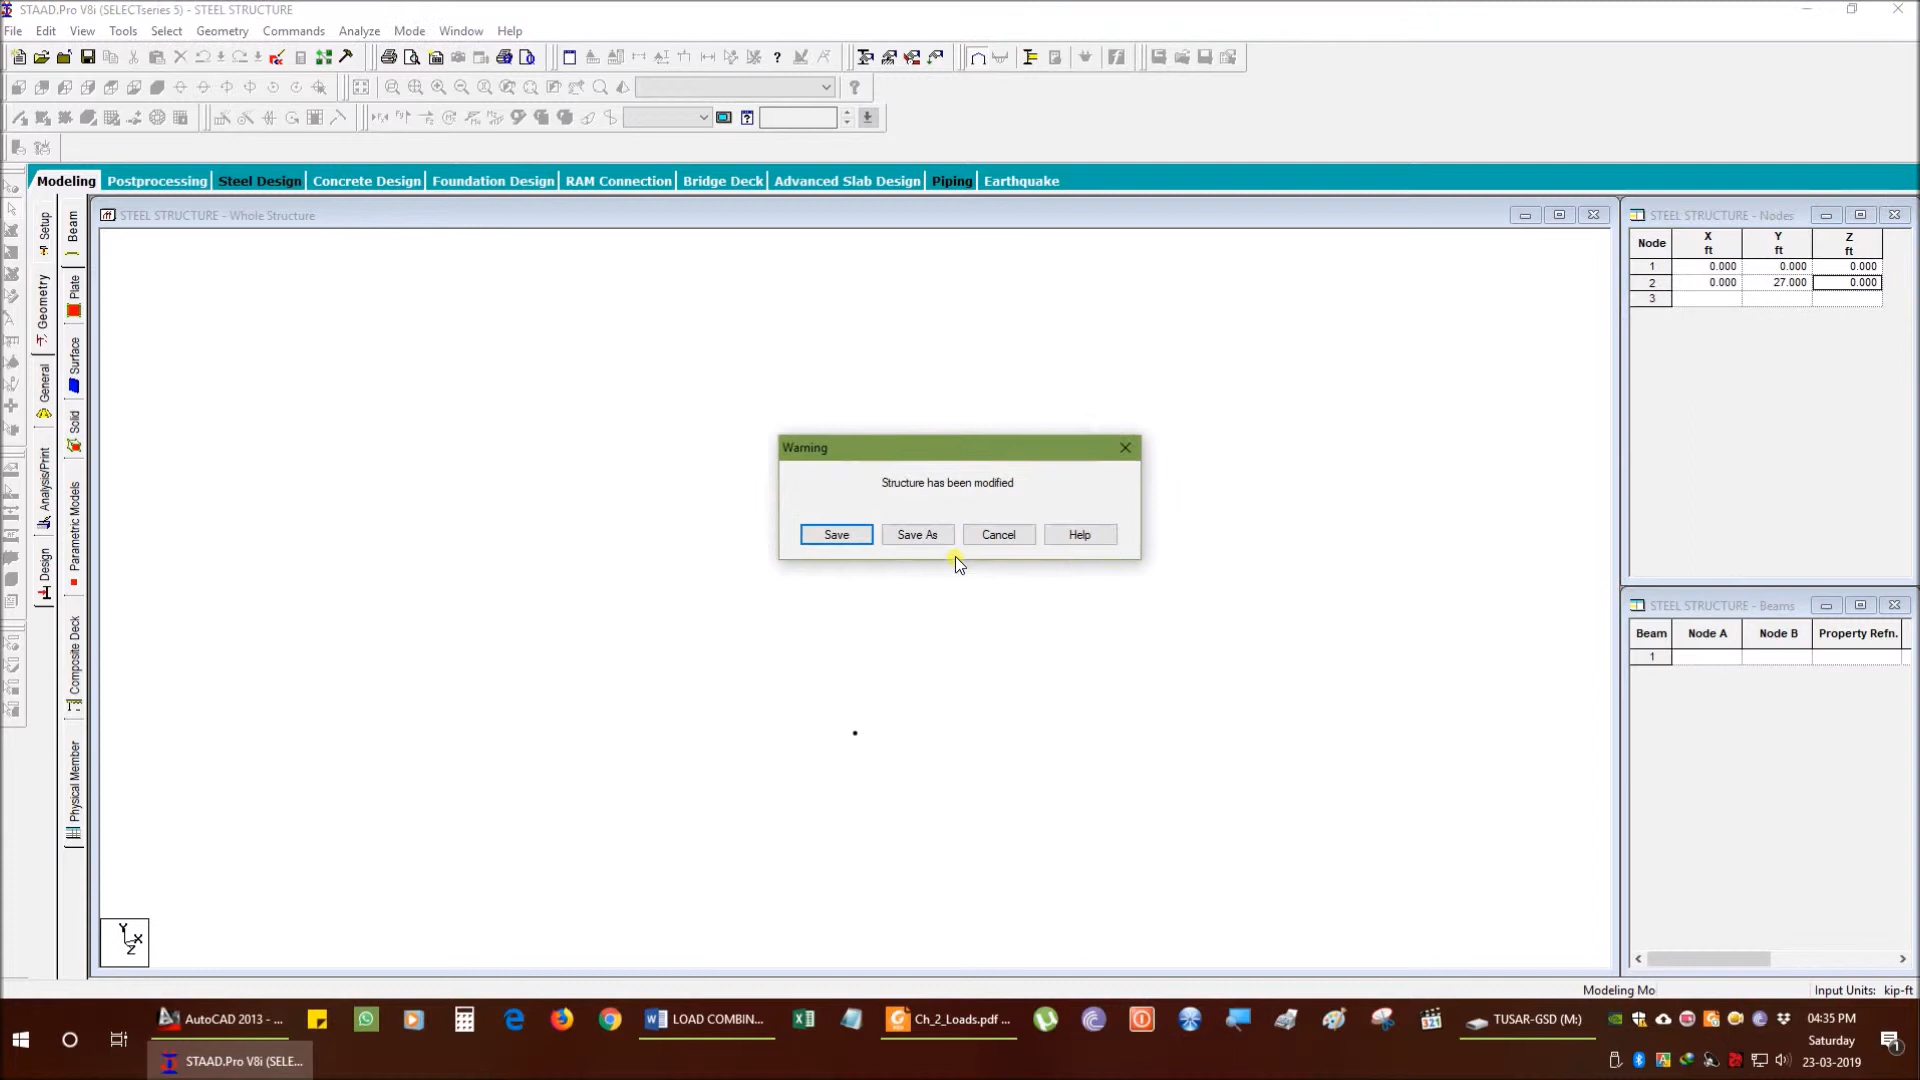 STAAD.Pro V8i (SELECTseries 5) - STEEL STRUCTURE
File Edit View Tools Select Geometry Commands Analyze Mode Window Help
Modeling Postprocessing Steel Design Concrete Design Foundation Design RAM Connection Bridge Deck Advanced Slab Design Piping Earthquake
Setup
Geometry
General
Analysis/Print
Design
Beam
Plate
Surface
Solid
Parametric Models
Composite Deck
Physical Member
STEEL STRUCTURE - Whole Structure
Warning
Structure has been modified
Save Save As Cancel Help
Y
X
Z
STEEL STRUCTURE - Nodes
Node X ft Y ft Z ft
1 0.000 0.000 0.000
2 0.000 27.000 0.000
3
STEEL STRUCTURE - Beams
Beam Node A Node B Property Refn.
1
Modeling Mo Input Units: kip-ft
AutoCAD 2013 - ... LOAD COMBIN... Ch_2_Loads.pdf ... TUSAR-GSD (M:) 04:35 PM
Saturday
STAAD.Pro V8i (SELE... 23-03-2019